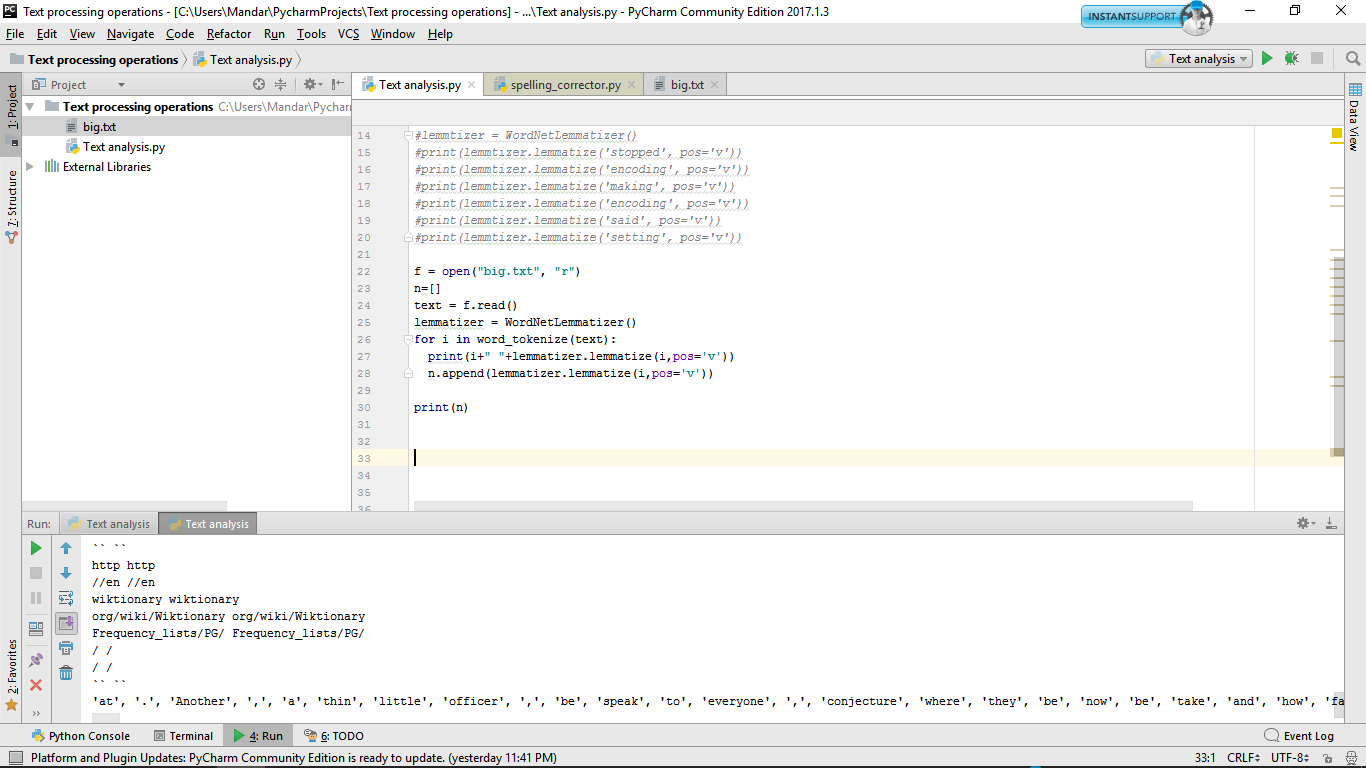 Text processing operations - [C:\Users\Mandar\PycharmProjects\Text processing operations] - ...\Text analysis.py - PyCharm Community Edition 2017.1.3
INSTANTSUPPORT
File Edit View Navigate Code Refactor Run Tools VCS Window Help
Text processing operations Text analysis.py
Text analysis
1: Project
7: Structure
2: Favorites
Project
Text processing operations C:\Users\Mandar\Pycharm
big.txt
Text analysis.py
External Libraries
Text analysis.py spelling_corrector.py big.txt
14 #lemmtizer = WordNetLemmatizer()
15 #print(lemmtizer.lemmatize('stopped', pos='v'))
16 #print(lemmtizer.lemmatize('encoding', pos='v'))
17 #print(lemmtizer.lemmatize('making', pos='v'))
18 #print(lemmtizer.lemmatize('encoding', pos='v'))
19 #print(lemmtizer.lemmatize('said', pos='v'))
20 #print(lemmtizer.lemmatize('setting', pos='v'))
21
22 f = open("big.txt", "r")
23 n=[]
24 text = f.read()
25 lemmatizer = WordNetLemmatizer()
26 for i in word_tokenize(text):
27 print(i+" "+lemmatizer.lemmatize(i,pos='v'))
28 n.append(lemmatizer.lemmatize(i,pos='v'))
29
30 print(n)
31
32
33
34
35
36
Data View
Run: Text analysis Text analysis
`` ``
http http
//en //en
wiktionary wiktionary
org/wiki/Wiktionary org/wiki/Wiktionary
Frequency_lists/PG/ Frequency_lists/PG/
/ /
/ /
`` ``
'at', '.', 'Another', ',', 'a', 'thin', 'little', 'officer', ',', 'be', 'speak', 'to', 'everyone', ',', 'conjecture', 'where', 'they', 'be', 'now', 'be', 'take', 'and', 'how', 'fa
Python Console Terminal 4: Run 6: TODO Event Log
Platform and Plugin Updates: PyCharm Community Edition is ready to update. (yesterday 11:41 PM) 33:1 CRLF UTF-8